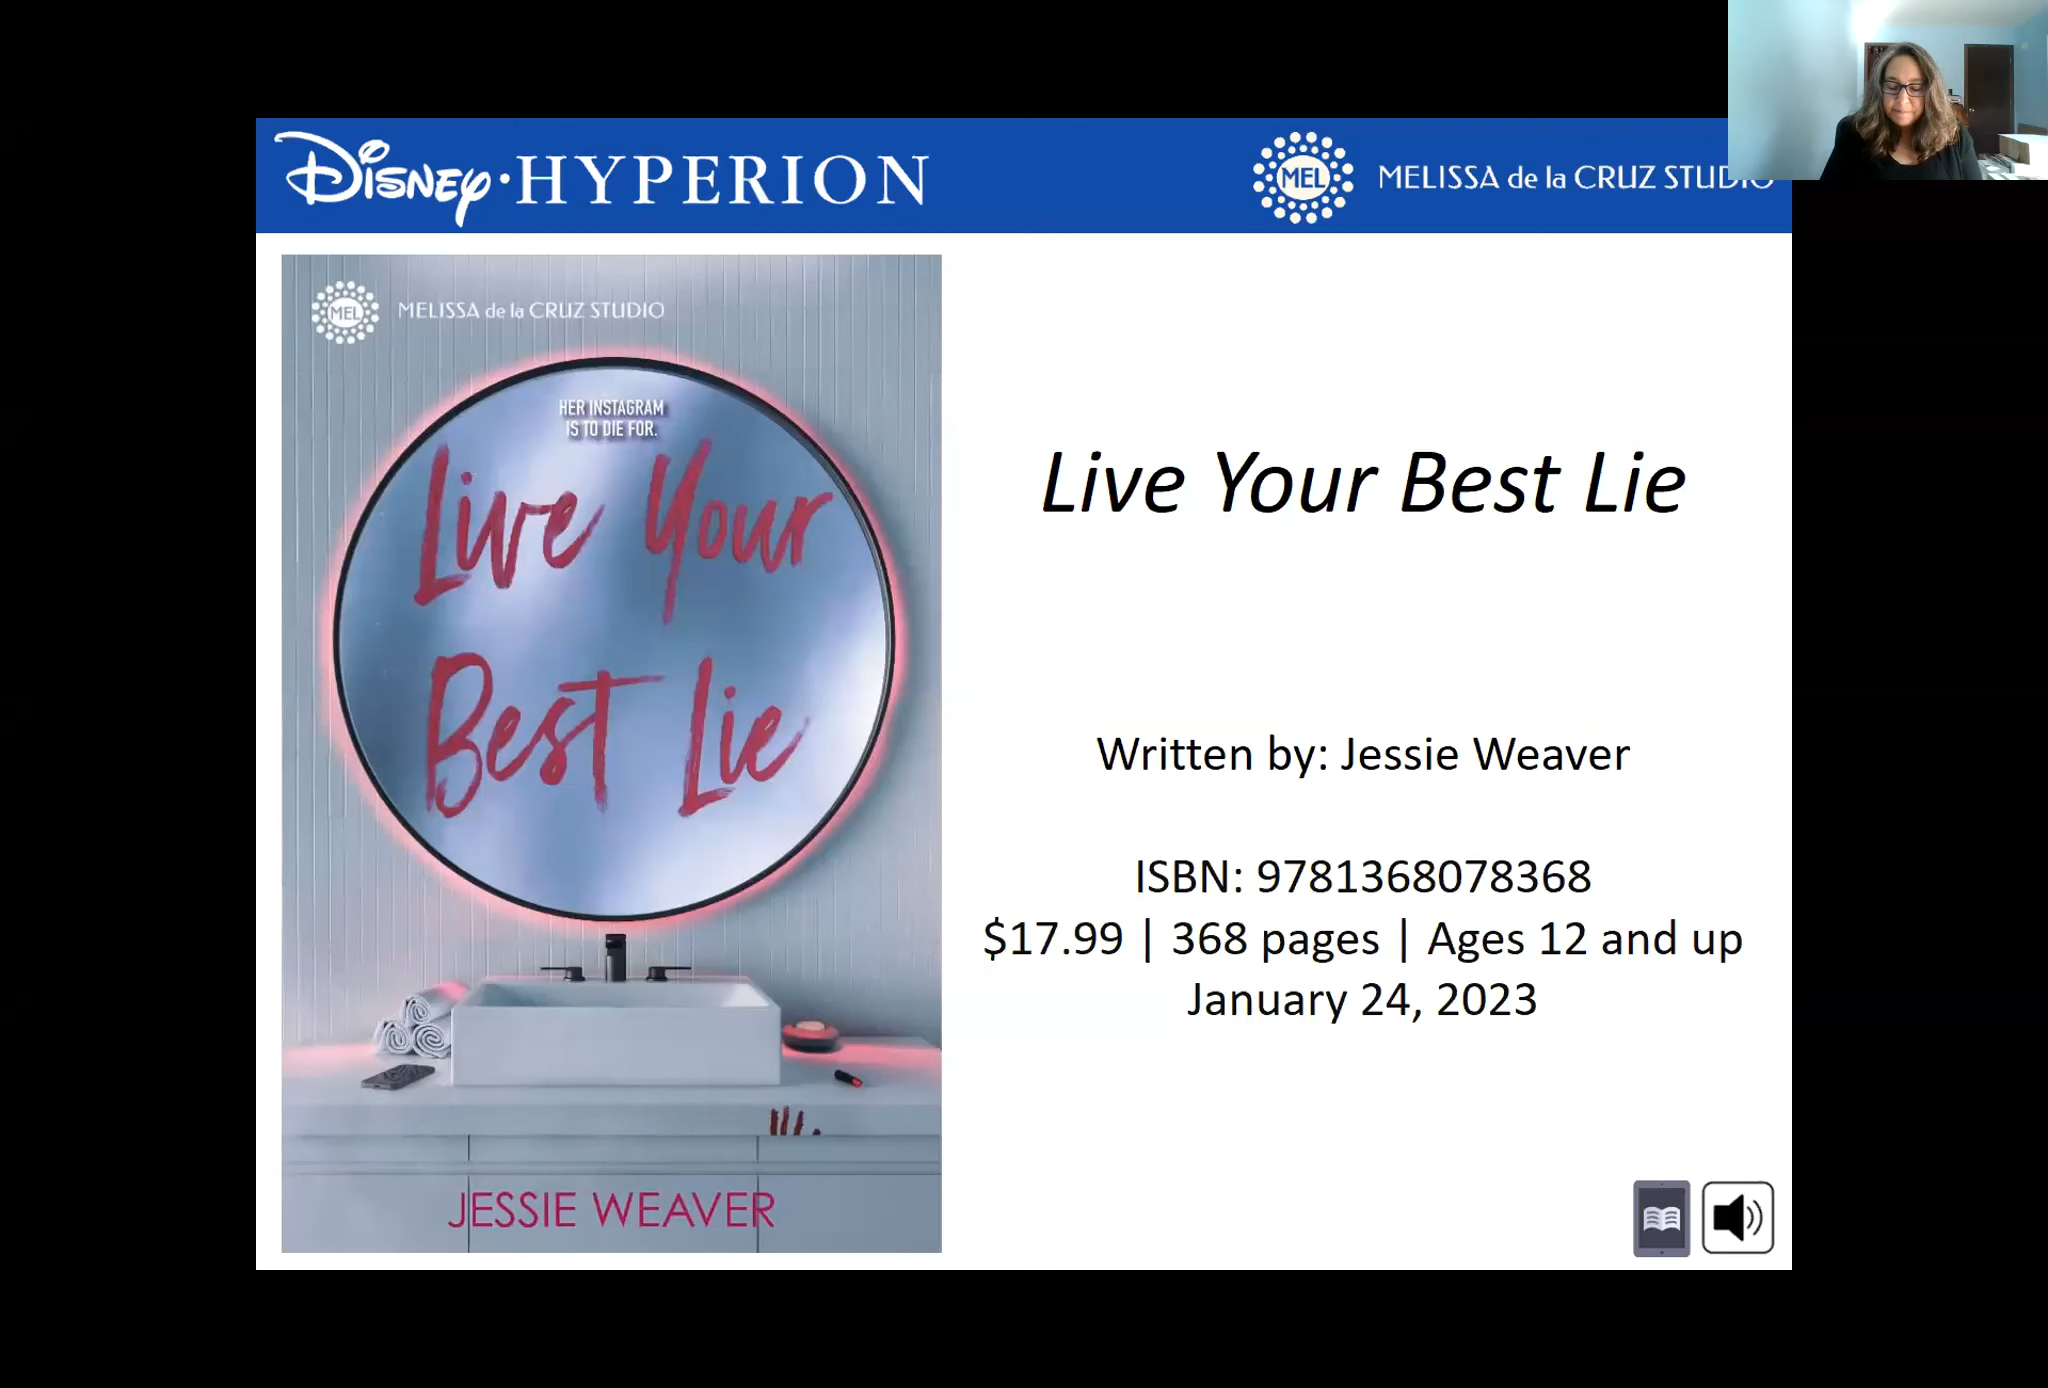 DISNEY · HYPERION
MEL
MELISSA de la CRUZ STUDIO
MEL
MELISSA de la CRUZ STUDIO
HER INSTAGRAM
IS TO DIE FOR.
Live Your
Best Lie
JESSIE WEAVER
Live Your Best Lie
Written by: Jessie Weaver
ISBN: 9781368078368
$17.99 | 368 pages | Ages 12 and up
January 24, 2023